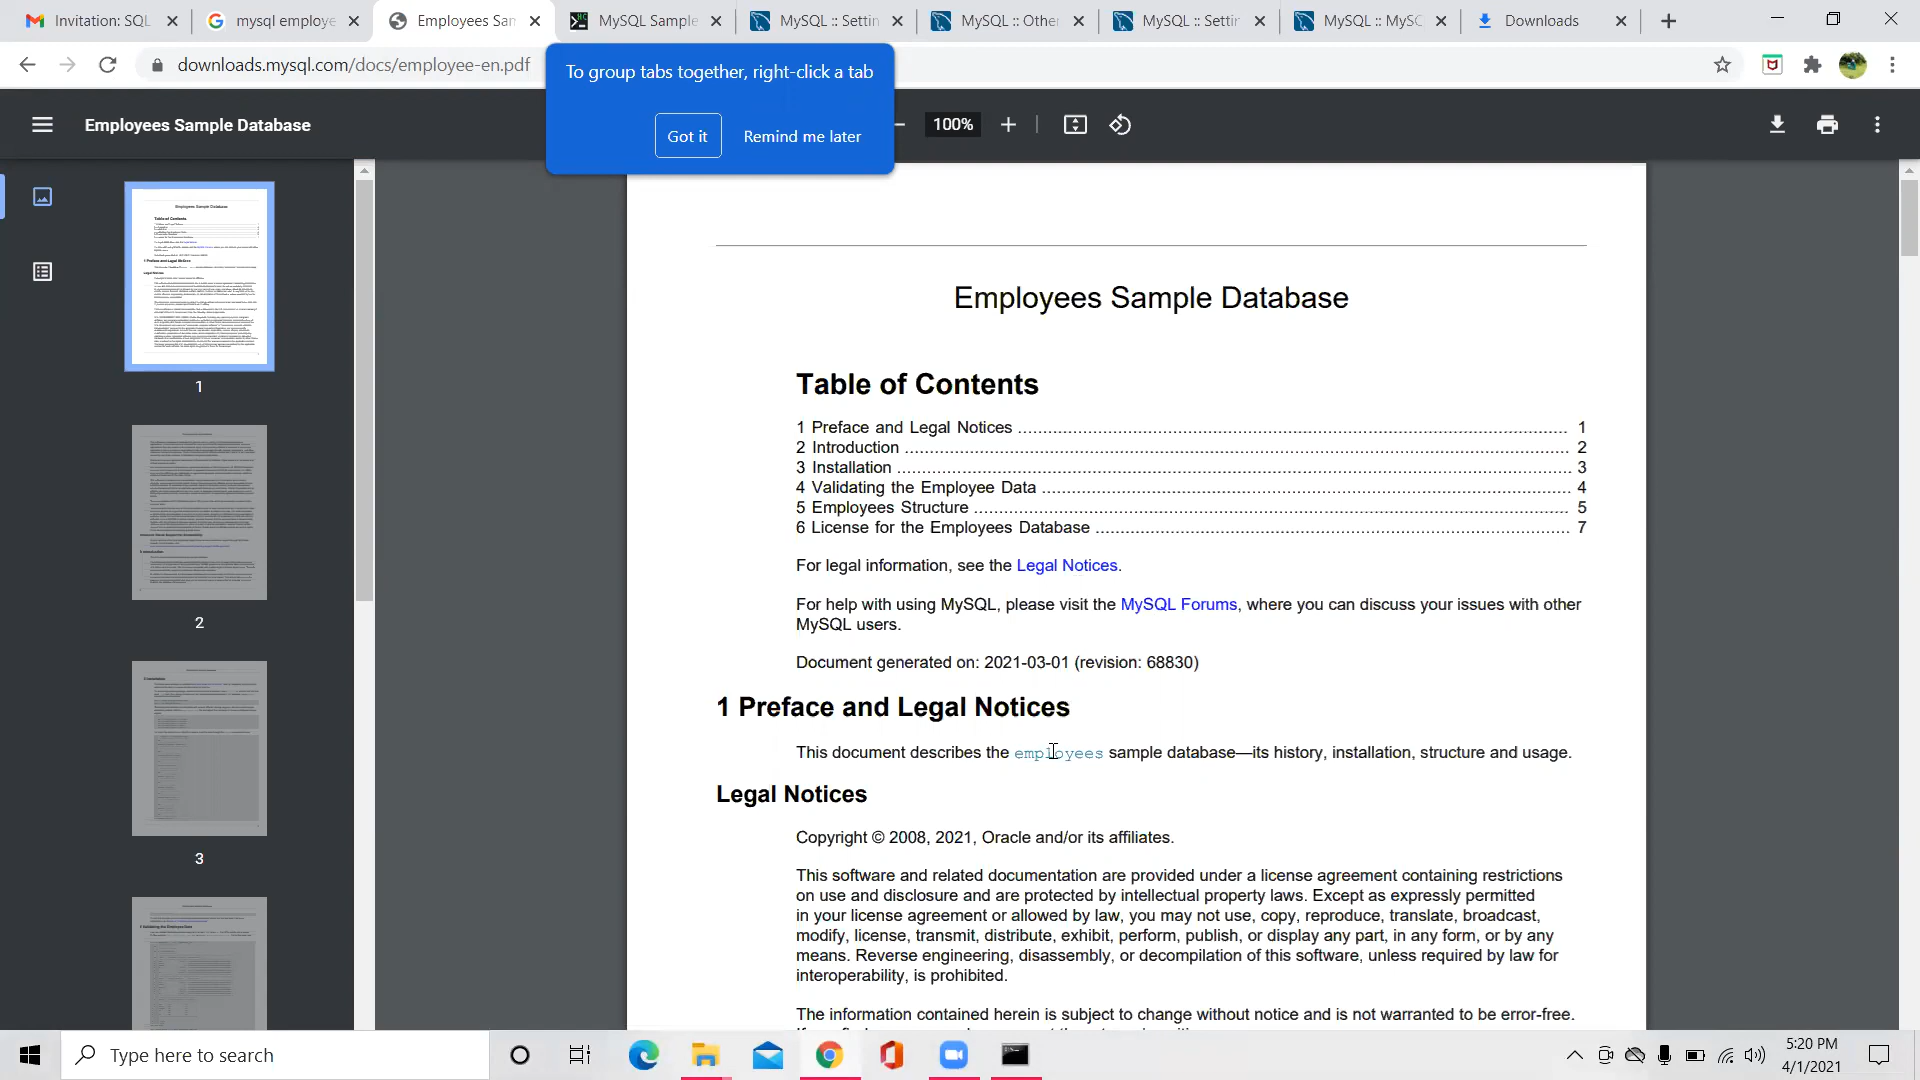 Invitation: SQL
mysql employe
Employees San
MySQL Sample
MySQL :: Settin
MySQL :: Other
MySQL :: Settin
MySQL :: MySC
Downloads
downloads.mysql.com/docs/employee-en.pdf
To group tabs together, right-click a tab
Got it
Remind me later
Employees Sample Database
100%
1
2
3
Employees Sample Database
Table of Contents
1 Preface and Legal Notices .......... 1
2 Introduction .......... 2
3 Installation .......... 3
4 Validating the Employee Data .......... 4
5 Employees Structure .......... 5
6 License for the Employees Database .......... 7
For legal information, see the Legal Notices.
For help with using MySQL, please visit the MySQL Forums, where you can discuss your issues with other
MySQL users.
Document generated on: 2021-03-01 (revision: 68830)
1 Preface and Legal Notices
This document describes the employees sample database—its history, installation, structure and usage.
Legal Notices
Copyright © 2008, 2021, Oracle and/or its affiliates.
This software and related documentation are provided under a license agreement containing restrictions
on use and disclosure and are protected by intellectual property laws. Except as expressly permitted
in your license agreement or allowed by law, you may not use, copy, reproduce, translate, broadcast,
modify, license, transmit, distribute, exhibit, perform, publish, or display any part, in any form, or by any
means. Reverse engineering, disassembly, or decompilation of this software, unless required by law for
interoperability, is prohibited.
The information contained herein is subject to change without notice and is not warranted to be error-free.
Type here to search
5:20 PM
4/1/2021